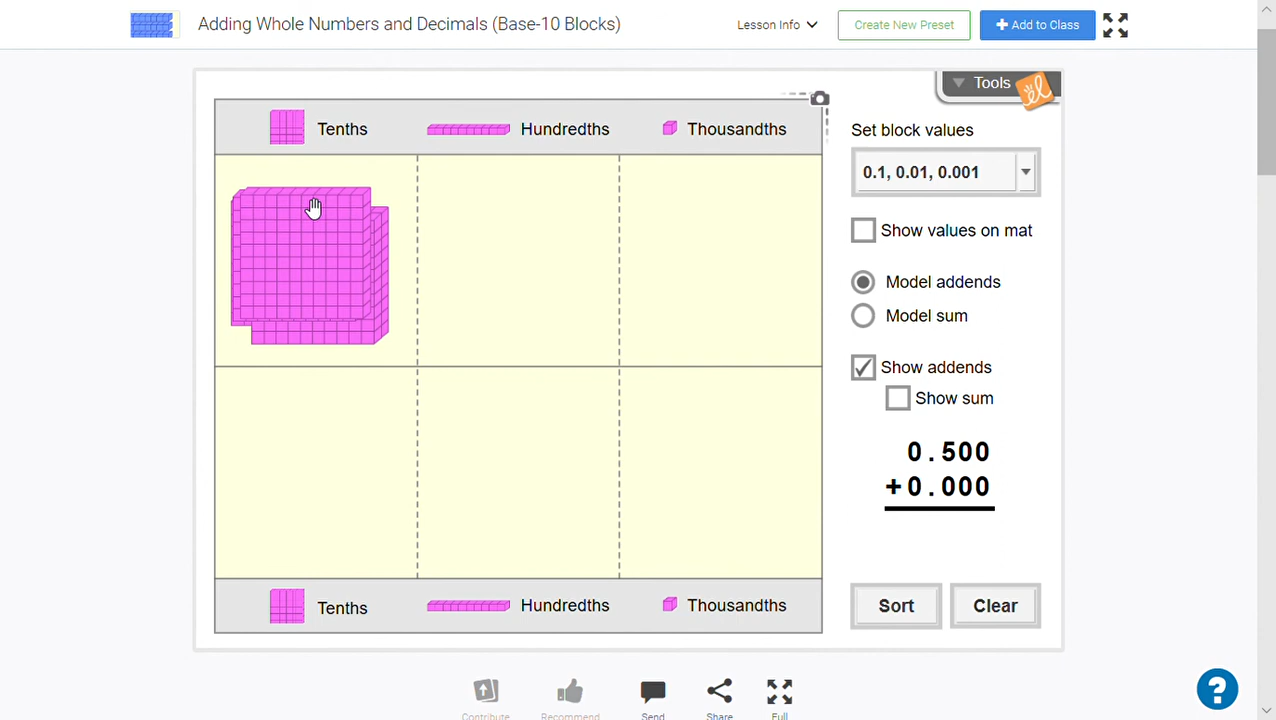 Adding Whole Numbers and Decimals (Base-10 Blocks)
Lesson Info
Create New Preset
+ Add to Class
Tools
Tenths Hundredths Thousandths
Set block values
0.1, 0.01, 0.001
Show values on mat
Model addends
Model sum
Show addends
Show sum
0.500
+0.000
Tenths Hundredths Thousandths
Sort
Clear
Contribute
Recommend
Send
Share
Full
?